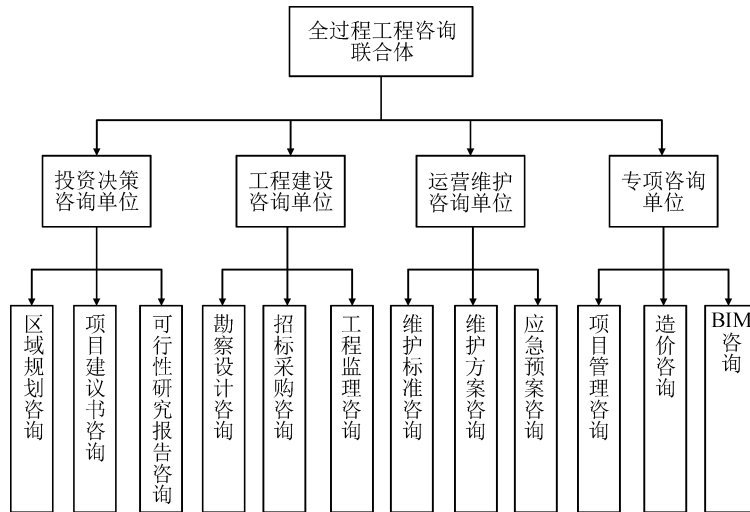 全过程工程咨询
联合体
投资决策
咨询单位
工程建设
咨询单位
运营维护
咨询单位
专项咨询
单位
区域规划咨询
项目建议书咨询
可行性研究报告咨询
勘察设计咨询
招标采购咨询
工程监理咨询
维护标准咨询
维护方案咨询
应急预案咨询
项目管理咨询
造价咨询
BIM咨询